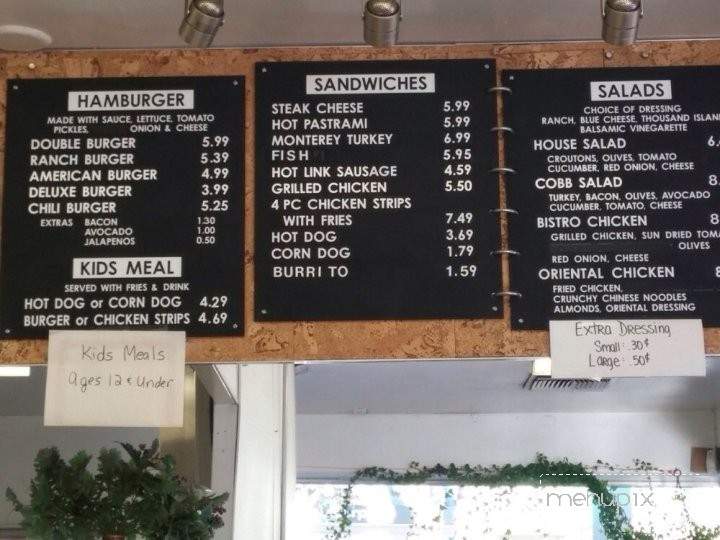 HAMBURGER
MADE WITH SAUCE, LETTUCE, TOMATO
PICKLES, ONION & CHEESE
DOUBLE BURGER 5.99
RANCH BURGER 5.39
AMERICAN BURGER 4.99
DELUXE BURGER 3.99
CHILI BURGER 5.25
EXTRAS BACON 1.30
AVOCADO 1.00
JALAPENOS 0.50
KIDS MEAL
SERVED WITH FRIES & DRINK
HOT DOG or CORN DOG 4.29
BURGER or CHICKEN STRIPS 4.69
Kids Meals
Ages 12 & Under
SANDWICHES
STEAK CHEESE 5.99
HOT PASTRAMI 5.99
MONTEREY TURKEY 6.99
FISH 5.95
HOT LINK SAUSAGE 4.59
GRILLED CHICKEN 5.50
4 PC CHICKEN STRIPS
WITH FRIES 7.49
HOT DOG 3.69
CORN DOG 1.79
BURRITO 1.59
SALADS
CHOICE OF DRESSING
RANCH, BLUE CHEESE, THOUSAND ISLAN
BALSAMIC VINEGARETTE
HOUSE SALAD 6.
CROUTONS, OLIVES, TOMATO
CUCUMBER, RED ONION, CHEESE
COBB SALAD 8.
TURKEY, BACON, OLIVES, AVOCADO
CUCUMBER, TOMATO, CHEESE
BISTRO CHICKEN 8
GRILLED CHICKEN, SUN DRIED TOMA
OLIVES
RED ONION, CHEESE
ORIENTAL CHICKEN 8
FRIED CHICKEN,
CRUNCHY CHINESE NOODLES
ALMONDS, ORIENTAL DRESSING
Extra Dressing
Small: .30¢
Large: .50¢
menupix